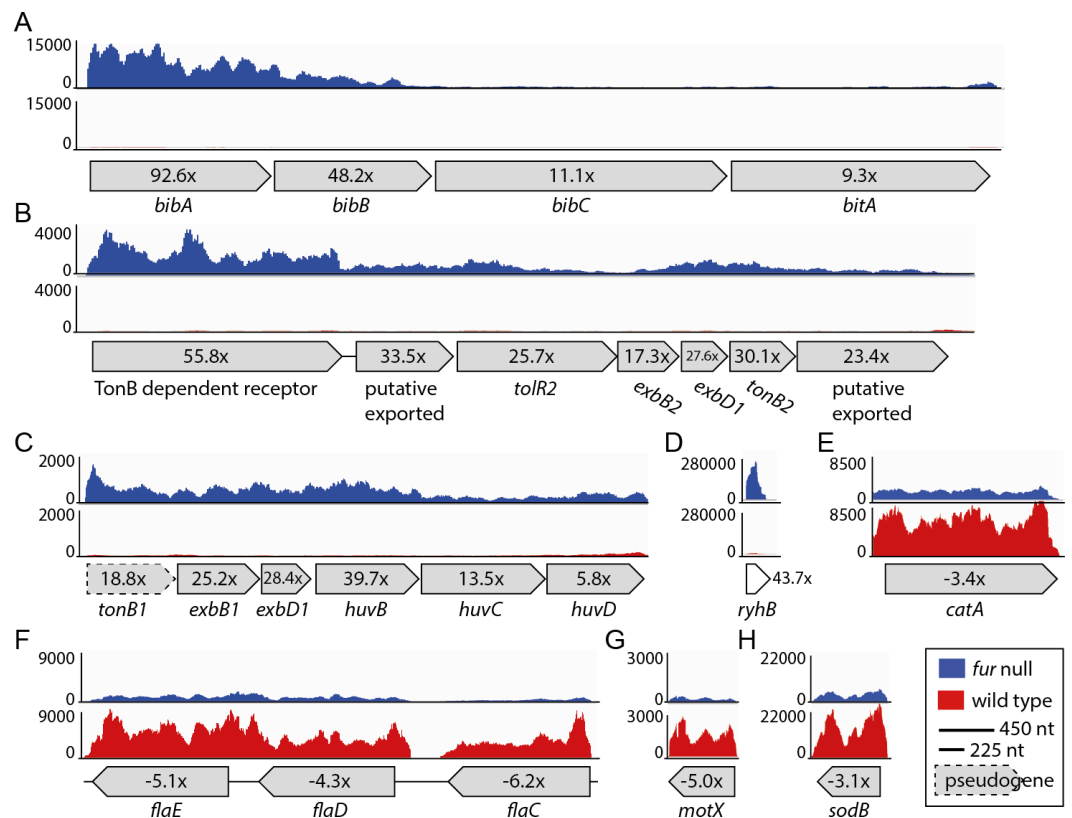 A
15000
0
15000
0
92.6x 48.2x 11.1x 9.3x
bibA bibB bibC bitA
B
4000
0
4000
0
55.8x 33.5x 25.7x 17.3x 27.6x 30.1x 23.4x
TonB dependent receptor putative exported tolR2 exbB2 exbD1 tonB2 putative exported
C
2000
0
2000
0
18.8x 25.2x 28.4x 39.7x 13.5x 5.8x
tonB1 exbB1 exbD1 huvB huvC huvD
D
280000
0
280000
0
43.7x
ryhB
E
8500
0
8500
0
-3.4x
catA
F
9000
0
9000
0
-5.1x -4.3x -6.2x
flaE flaD flaC
G
3000
0
3000
0
-5.0x
motX
H
22000
0
22000
0
-3.1x
sodB
fur null
wild type
450 nt
225 nt
pseudogene